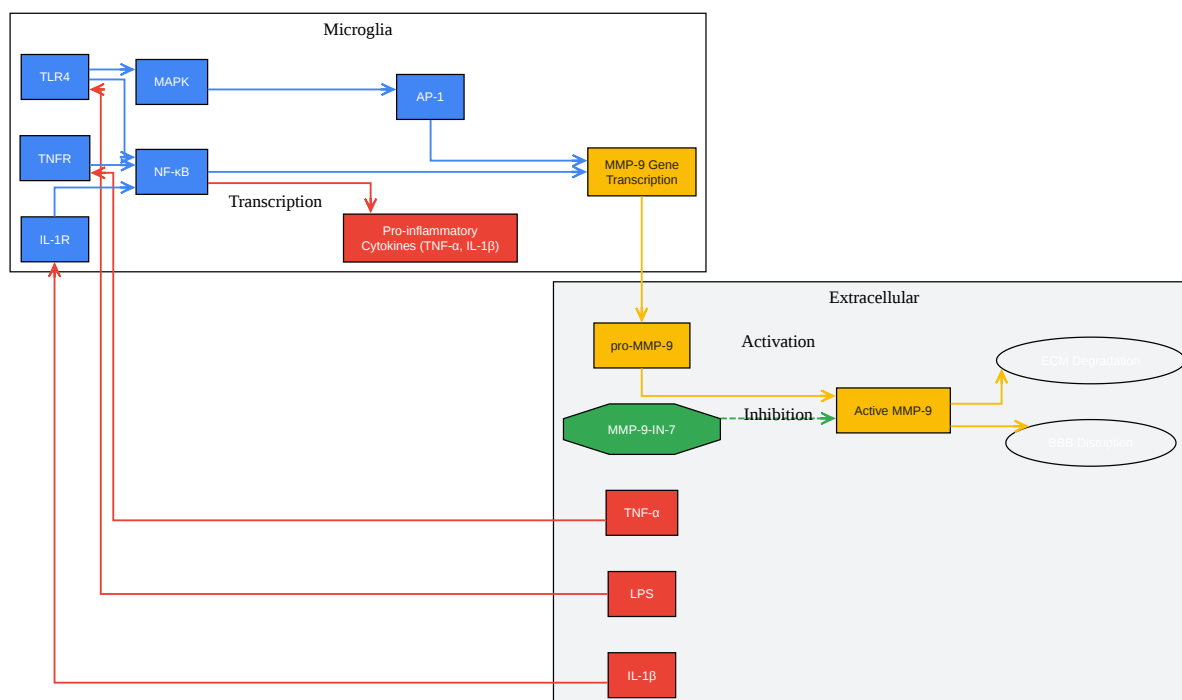 Microglia
TLR4
MAPK
AP-1
TNFR
NF-κB
MMP-9 Gene
Transcription
Transcription
IL-1R
Pro-inflammatory
Cytokines (TNF-α, IL-1β)
Extracellular
pro-MMP-9
Activation
ECM Degradation
Active MMP-9
Inhibition
MMP-9-IN-7
BBB Disruption
TNF-α
LPS
IL-1β